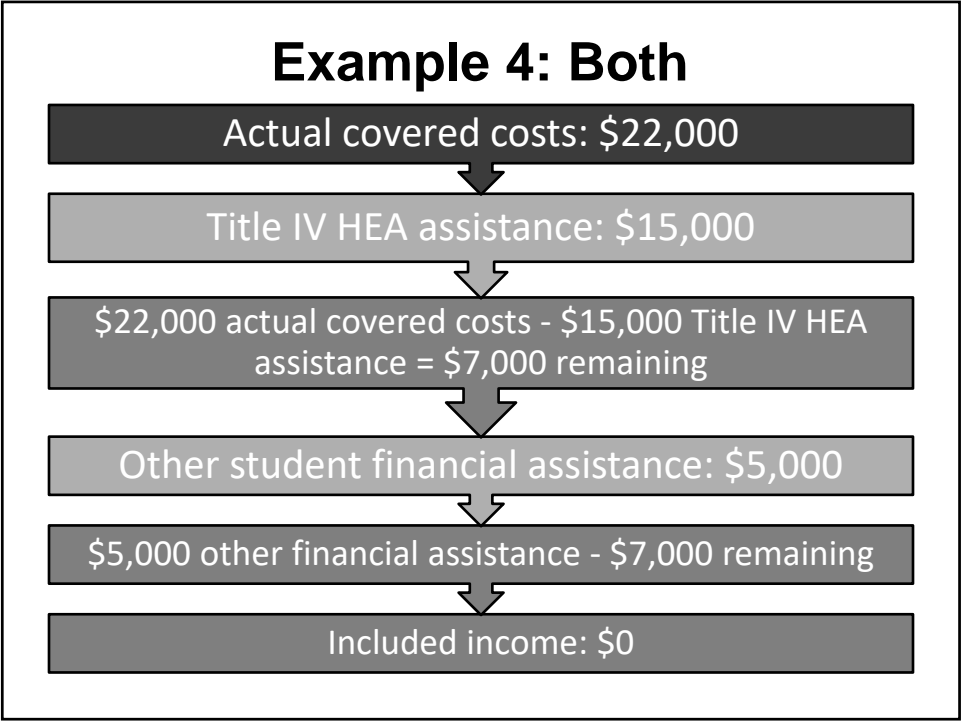 Example 4: Both
Actual covered costs: $22,000
Title IV HEA assistance: $15,000
$22,000 actual covered costs - $15,000 Title IV HEA
assistance = $7,000 remaining
Other student financial assistance: $5,000
$5,000 other financial assistance - $7,000 remaining
Included income: $0